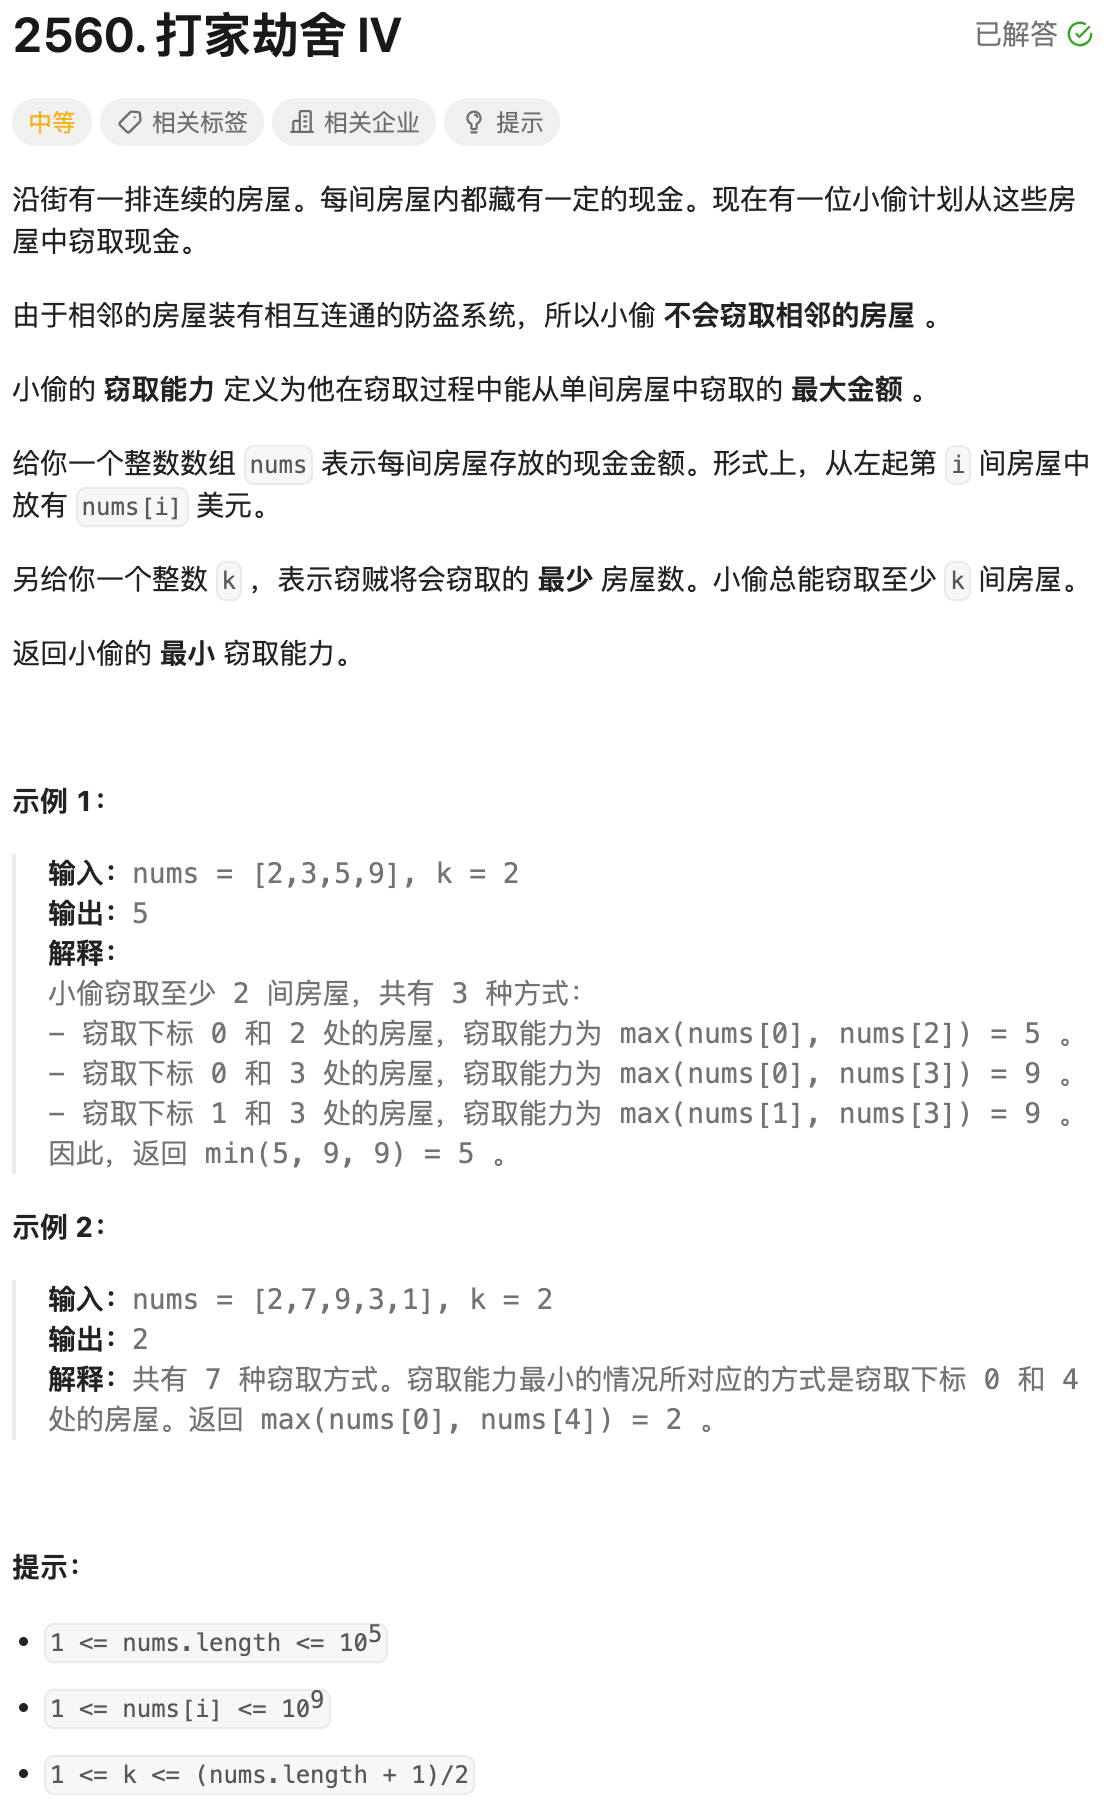 2560. 打家劫舍 IV
已解答
中等 相关标签 相关企业 提示
沿街有一排连续的房屋。每间房屋内都藏有一定的现金。现在有一位小偷计划从这些房
屋中窃取现金。
由于相邻的房屋装有相互连通的防盗系统，所以小偷 不会窃取相邻的房屋 。
小偷的 窃取能力 定义为他在窃取过程中能从单间房屋中窃取的 最大金额 。
给你一个整数数组 nums 表示每间房屋存放的现金金额。形式上，从左起第 i 间房屋中
放有 nums[i] 美元。
另给你一个整数 k ，表示窃贼将会窃取的 最少 房屋数。小偷总能窃取至少 k 间房屋。
返回小偷的 最小 窃取能力。
示例 1：
输入：nums = [2,3,5,9], k = 2
输出：5
解释：
小偷窃取至少 2 间房屋，共有 3 种方式：
- 窃取下标 0 和 2 处的房屋，窃取能力为 max(nums[0], nums[2]) = 5 。
- 窃取下标 0 和 3 处的房屋，窃取能力为 max(nums[0], nums[3]) = 9 。
- 窃取下标 1 和 3 处的房屋，窃取能力为 max(nums[1], nums[3]) = 9 。
因此，返回 min(5, 9, 9) = 5 。
示例 2：
输入：nums = [2,7,9,3,1], k = 2
输出：2
解释：共有 7 种窃取方式。窃取能力最小的情况所对应的方式是窃取下标 0 和 4
处的房屋。返回 max(nums[0], nums[4]) = 2 。
提示：
• 1 <= nums.length <= 10⁵
• 1 <= nums[i] <= 10⁹
• 1 <= k <= (nums.length + 1)/2